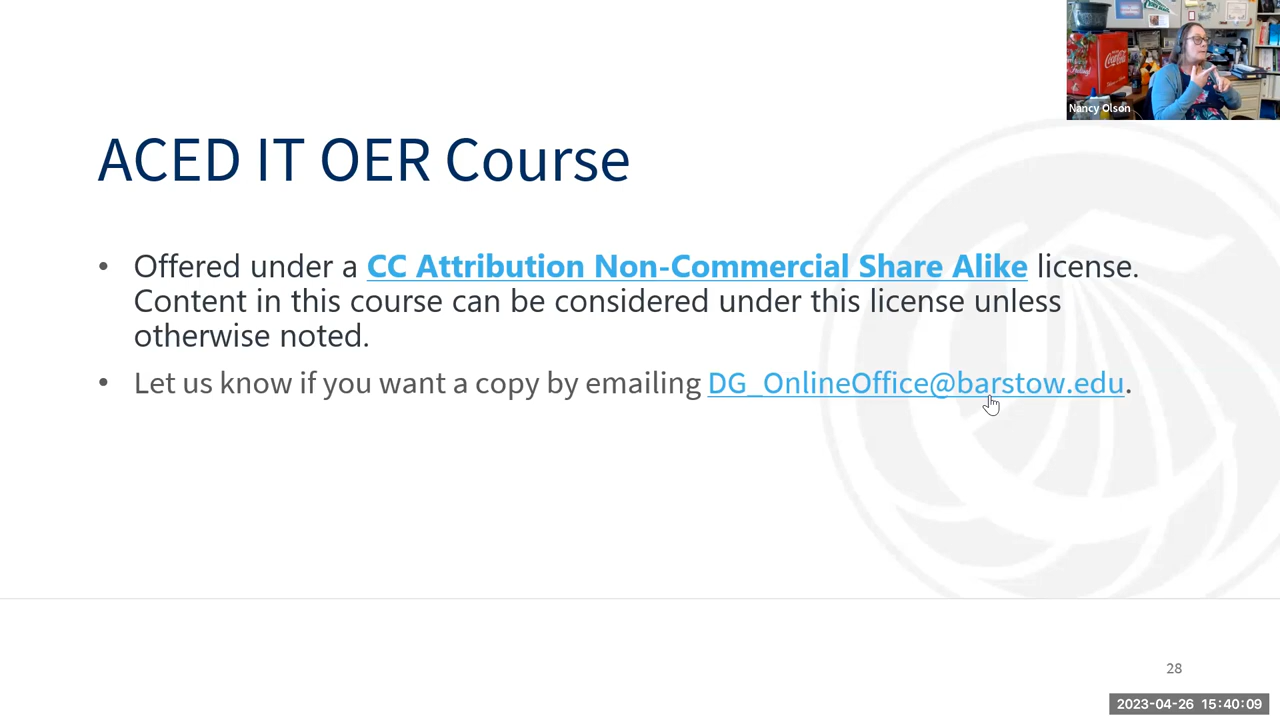 Nancy Olson
ACED IT OER Course
• Offered under a CC Attribution Non-Commercial Share Alike license.
Content in this course can be considered under this license unless
otherwise noted.
• Let us know if you want a copy by emailing DG_OnlineOffice@barstow.edu.
28
2023-04-26 15:40:09